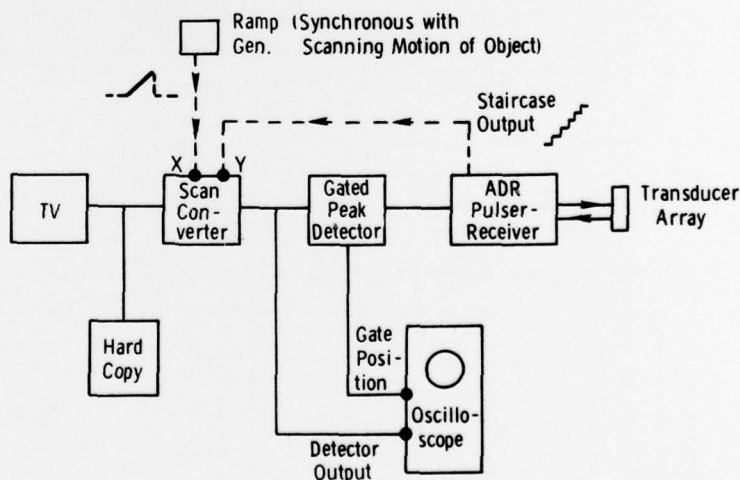 Ramp (Synchronous with
Gen. Scanning Motion of Object)
Staircase
Output
X
Y
TV
Scan
Con-
verter
Gated
Peak
Detector
ADR
Pulser-
Receiver
Transducer
Array
Hard
Copy
Gate
Posi-
tion
Oscillo-
scope
Detector
Output